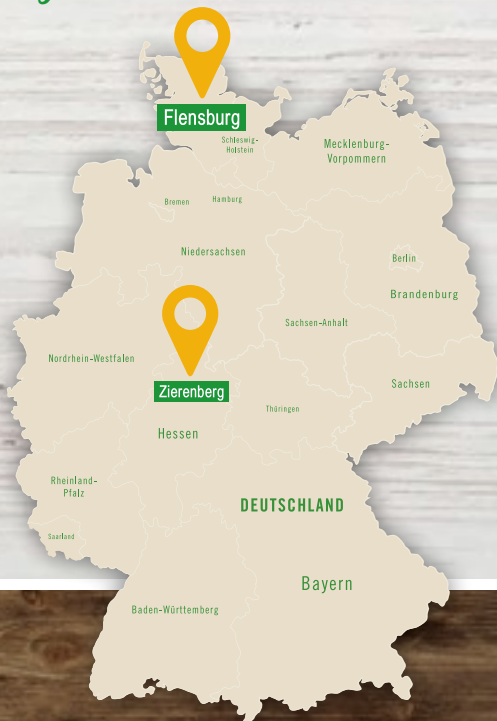 Flensburg
Schleswig-
Holstein
Mecklenburg-
Vorpommern
Bremen
Hamburg
Niedersachsen
Berlin
Brandenburg
Sachsen-Anhalt
Nordrhein-Westfalen
Zierenberg
Sachsen
Thüringen
Hessen
Rheinland-
Pfalz
DEUTSCHLAND
Saarland
Bayern
Baden-Württemberg